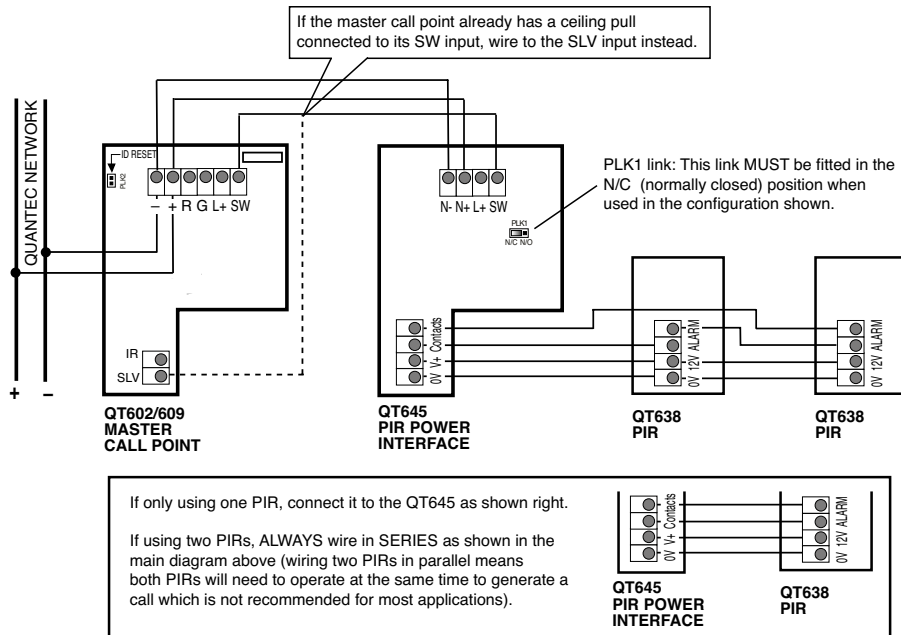 If the master call point already has a ceiling pull
connected to its SW input, wire to the SLV input instead.
QUANTEC NETWORK
+ –
ID RESET
PLK2
– + R G L+ SW
IR
SLV
QT602/609
MASTER
CALL POINT
N- N+ L+ SW
PLK1
N/C N/O
PLK1 link: This link MUST be fitted in the
N/C (normally closed) position when
used in the configuration shown.
0V V+ Contacts
QT645
PIR POWER
INTERFACE
0V 12V ALARM
QT638
PIR
0V 12V ALARM
QT638
PIR
If only using one PIR, connect it to the QT645 as shown right.
If using two PIRs, ALWAYS wire in SERIES as shown in the
main diagram above (wiring two PIRs in parallel means
both PIRs will need to operate at the same time to generate a
call which is not recommended for most applications).
0V V+ Contacts
QT645
PIR POWER
INTERFACE
0V 12V ALARM
QT638
PIR